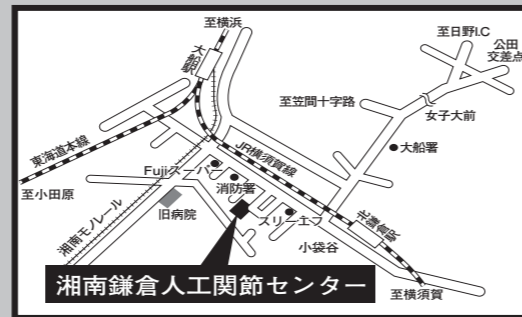 至横浜
大船駅
至日野I.C
公田
交差点
至笠間十字路
女子大前
東海道本線
JR横須賀線
大船署
Fujiスーパー
至小田原
消防署
湘南モノレール
旧病院
スリーエフ
北鎌倉駅
小袋谷
湘南鎌倉人工関節センター
至横須賀